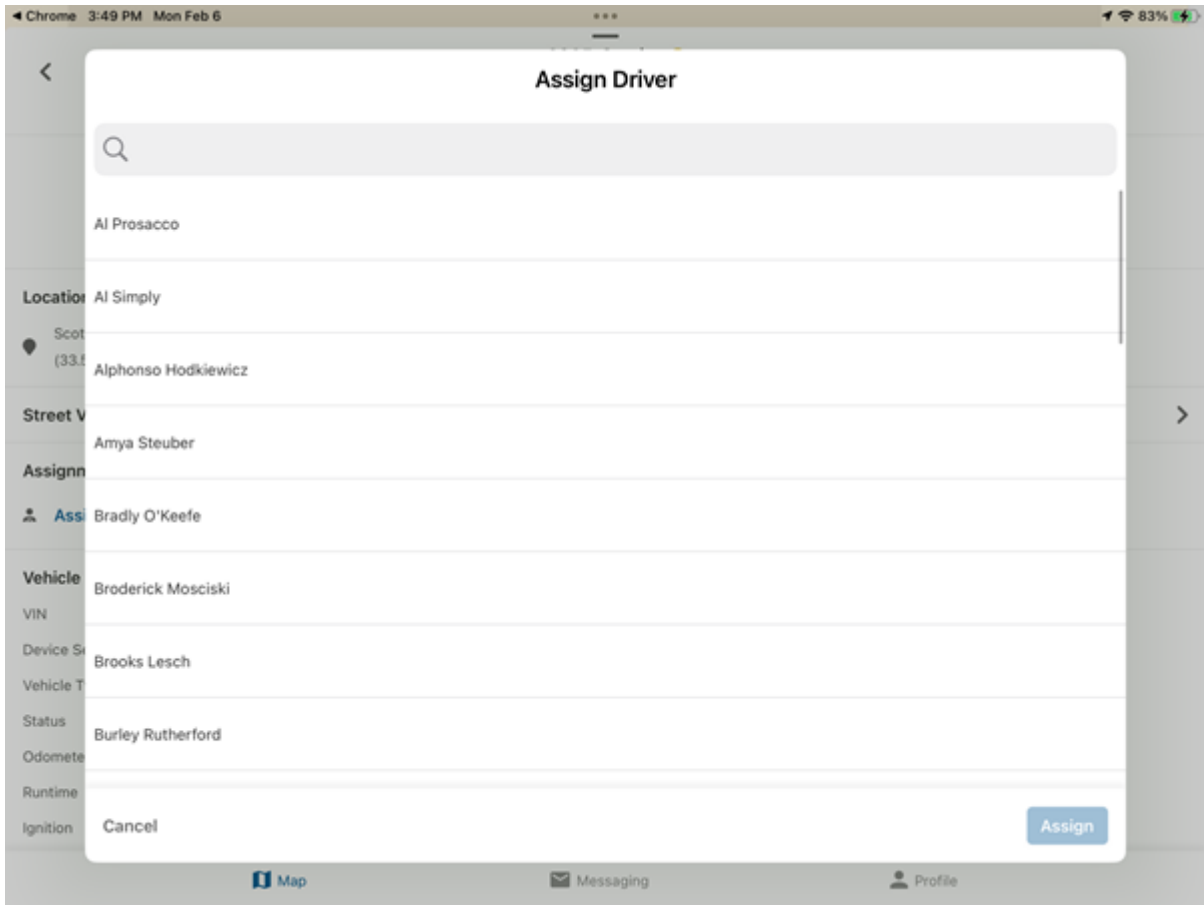 Chrome 3:49 PM Mon Feb 6 83%
Assign Driver
Al Prosacco
Al Simply
Alphonso Hodkiewicz
Amya Steuber
Bradly O'Keefe
Broderick Mosciski
Brooks Lesch
Burley Rutherford
Cancel
Assign
Location
Scot
(33.5
Street V
Assignm
Assi
Vehicle
VIN
Device Se
Vehicle T
Status
Odomete
Runtime
Ignition
Map
Messaging
Profile